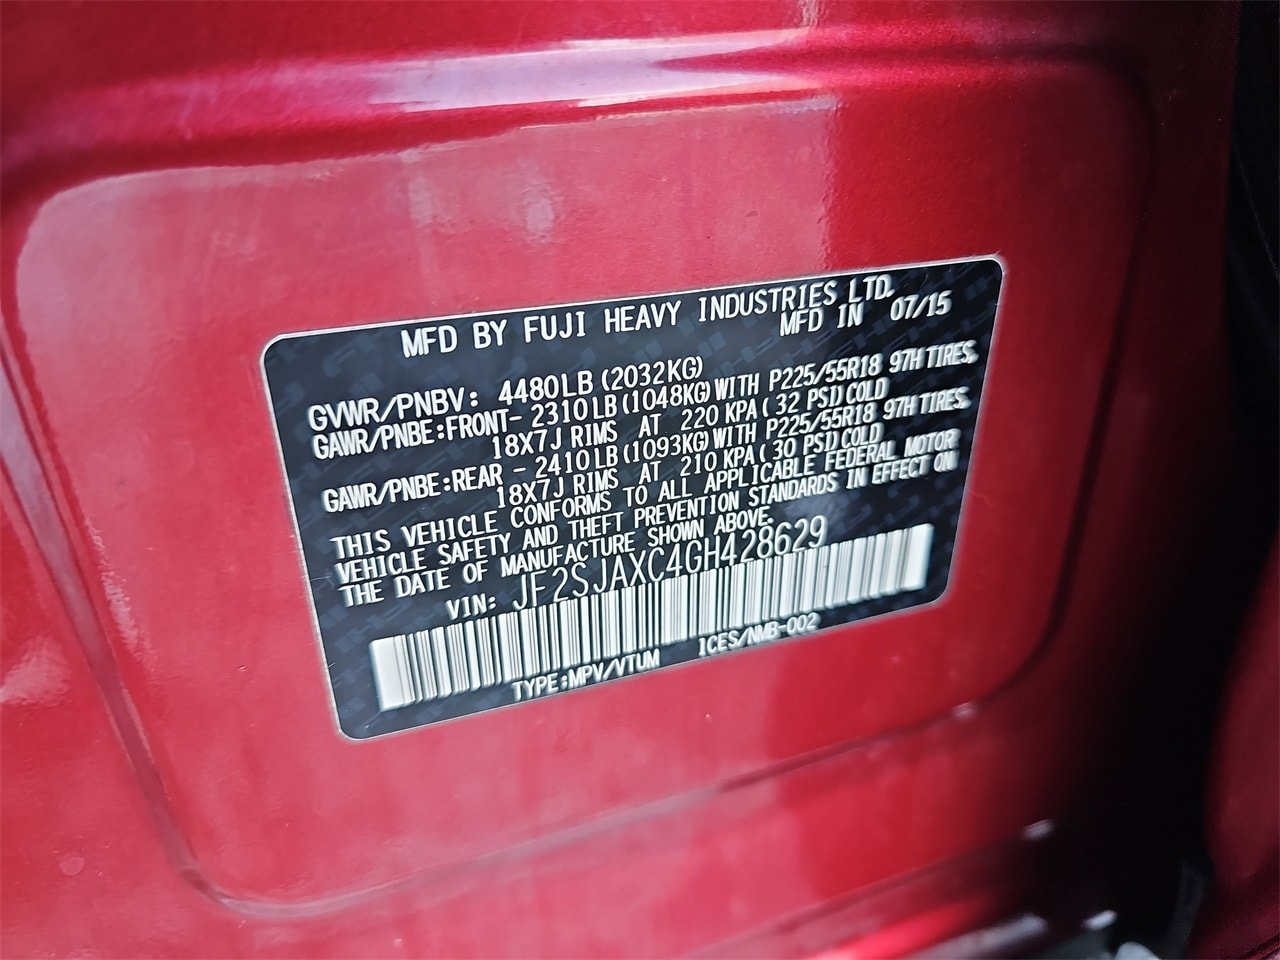 MFD BY FUJI HEAVY INDUSTRIES LTD.
MFD IN 07/15
GVWR/PNBV: 4480LB (2032KG)
GAWR/PNBE:FRONT- 2310LB (1048KG) WITH P225/55R18 97H TIRES,
18X7J RIMS AT 220 KPA ( 32 PSI) COLD
GAWR/PNBE:REAR - 2410LB (1093KG) WITH P225/55R18 97H TIRES,
18X7J RIMS AT 210 KPA ( 30 PSI) COLD
THIS VEHICLE CONFORMS TO ALL APPLICABLE FEDERAL MOTOR
VEHICLE SAFETY AND THEFT PREVENTION STANDARDS IN EFFECT ON
THE DATE OF MANUFACTURE SHOWN ABOVE.
VIN: JF2SJAXC4GH428629
TYPE:MPV/VTUM ICES/NMB-002